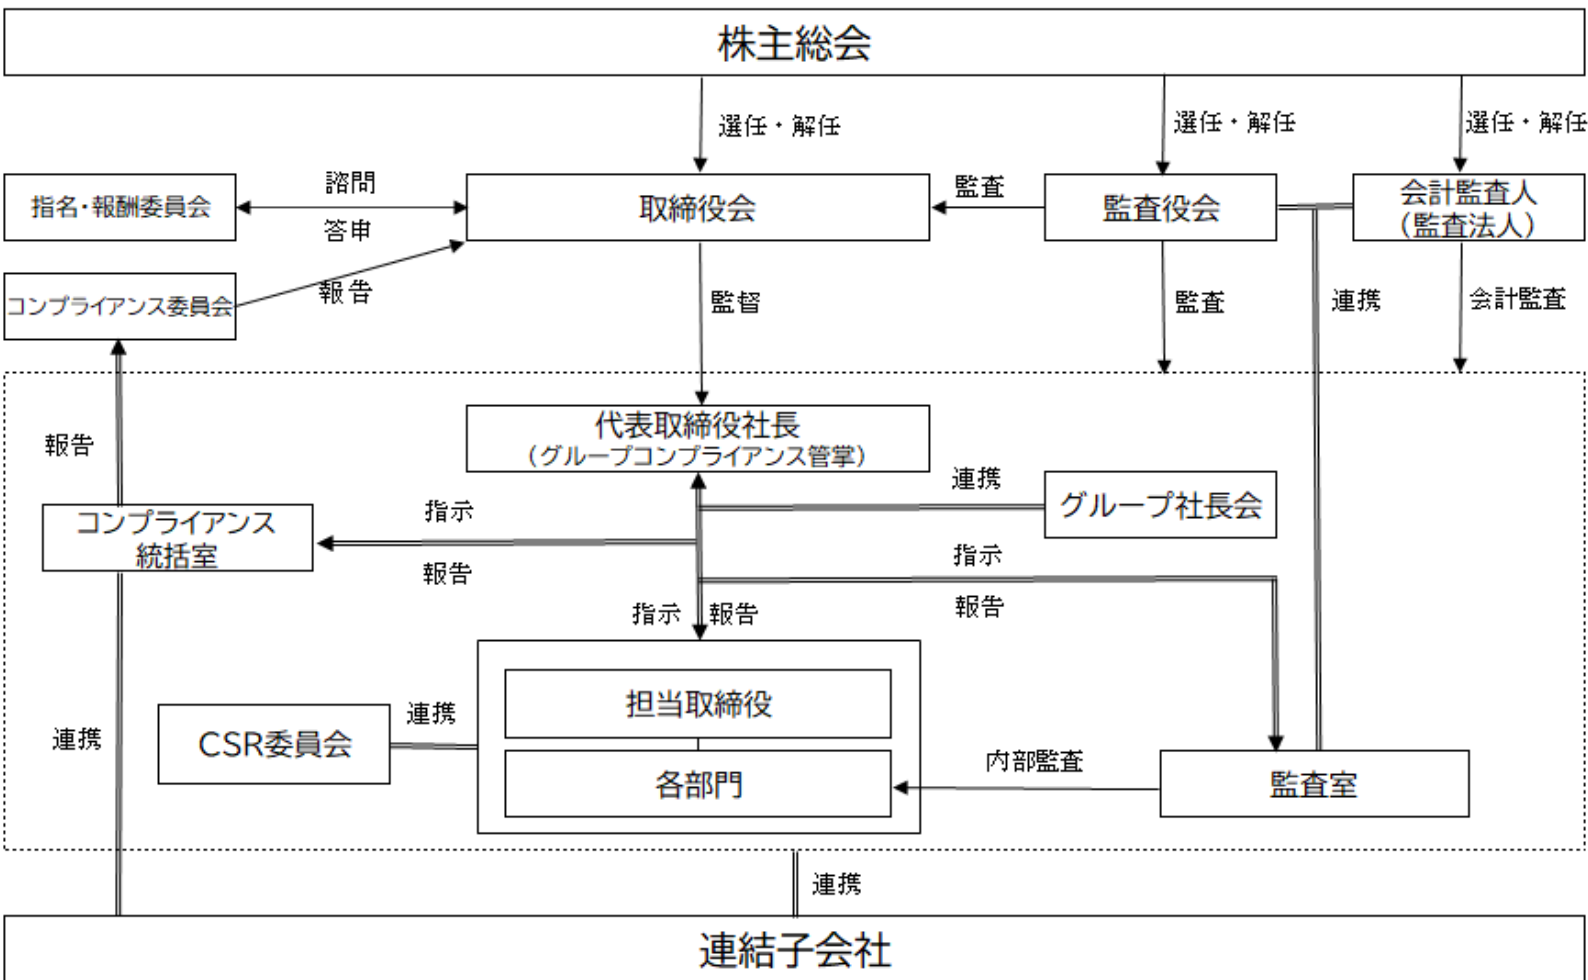 株主総会
選任・解任
選任・解任
選任・解任
指名・報酬委員会
諮問
答申
取締役会
監査
監査役会
会計監査人
（監査法人）
コンプライアンス委員会
報告
監督
監査
連携
会計監査
報告
代表取締役社長
（グループコンプライアンス管掌）
連携
グループ社長会
コンプライアンス
統括室
指示
報告
指示
報告
指示
報告
担当取締役
CSR委員会
連携
連携
各部門
内部監査
監査室
連携
連結子会社